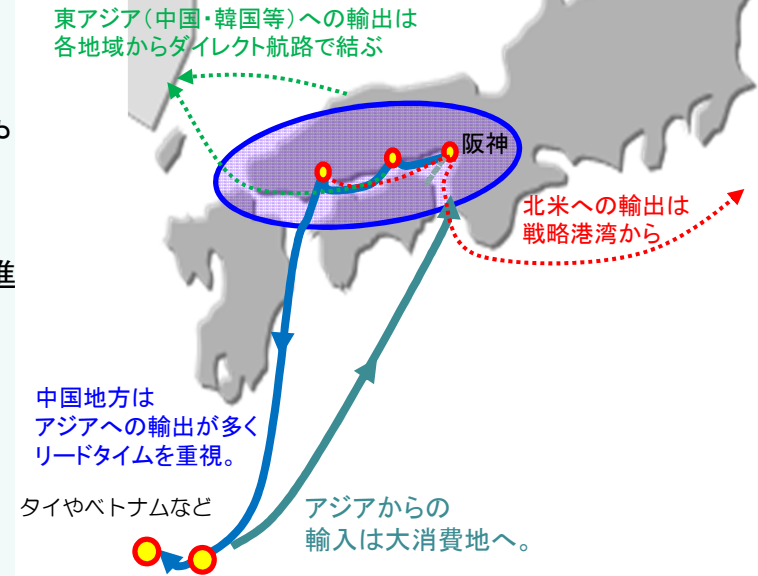 東アジア(中国・韓国等)への輸出は
各地域からダイレクト航路で結ぶ
阪神
北米への輸出は
戦略港湾から
進
中国地方は
アジアへの輸出が多く
リードタイムを重視。
タイやベトナムなど
アジアからの
輸入は大消費地へ。